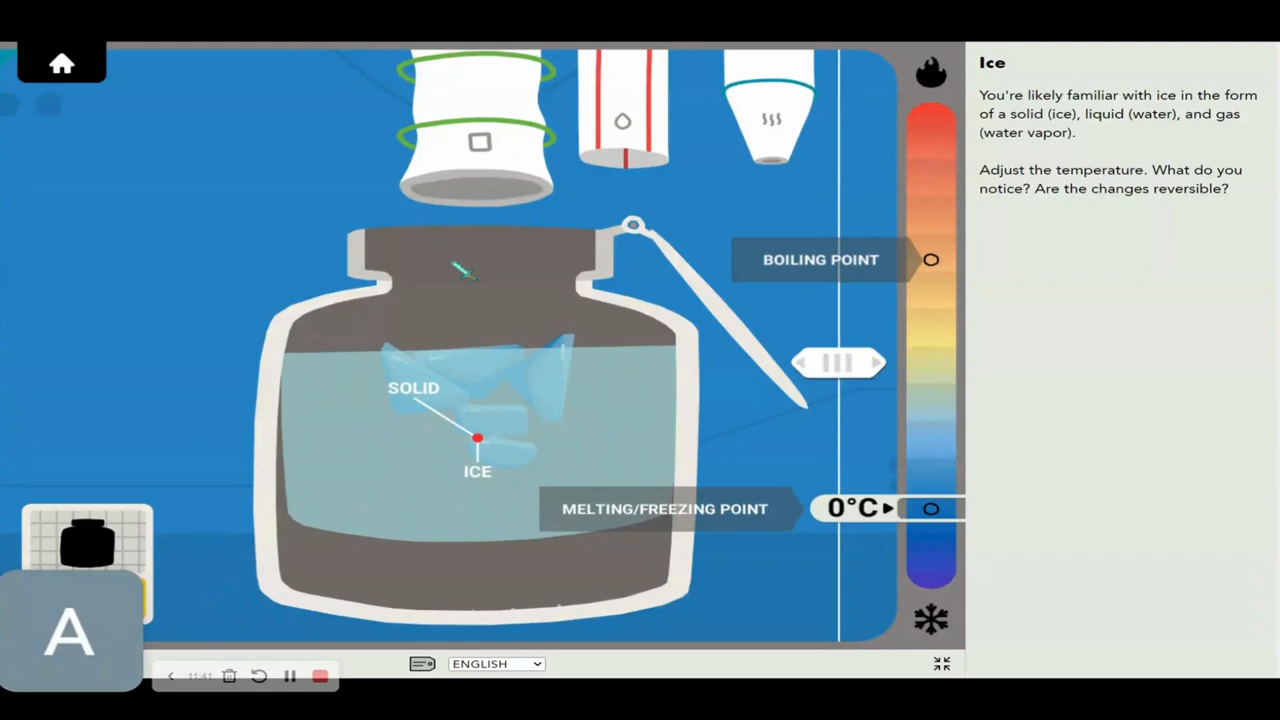 Ice
You're likely familiar with ice in the form
of a solid (ice), liquid (water), and gas
(water vapor).
Adjust the temperature. What do you
notice? Are the changes reversible?
BOILING POINT
SOLID
ICE
MELTING/FREEZING POINT
0°C
A
ENGLISH
11:41